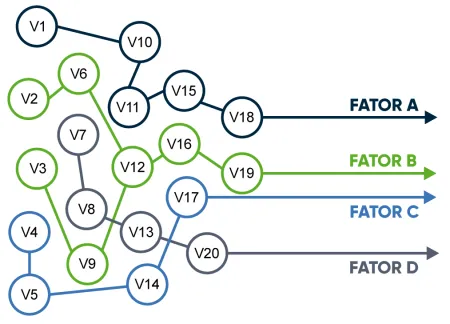 V1
V10
V6
V2
V11
V15
V18
FATOR A
V7
V16
FATOR B
V3
V12
V19
V17
FATOR C
V8
V4
V13
V20
FATOR D
V9
V5
V14